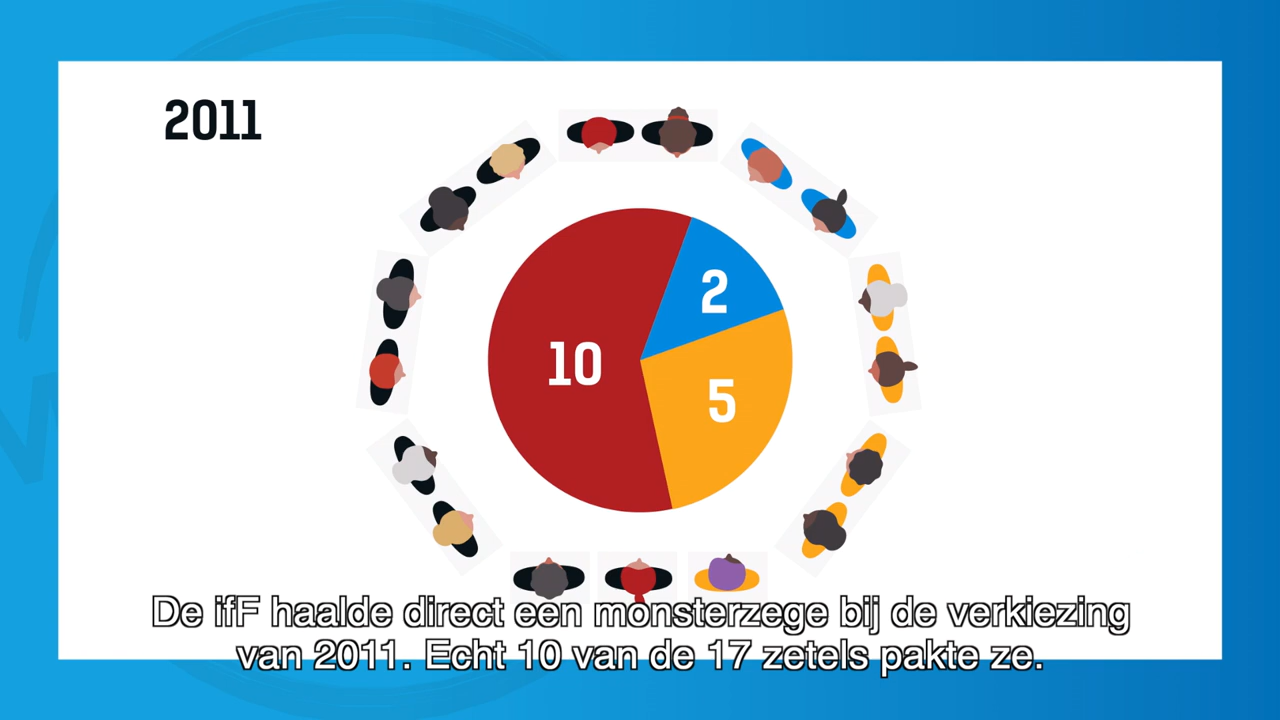 2011
2
10
5
De ifF haalde direct een monsterzege bij de verkiezing
van 2011. Echt 10 van de 17 zetels pakte ze.